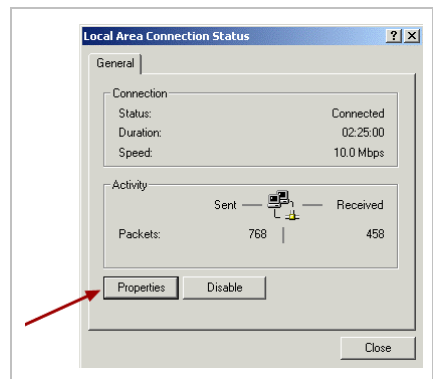 Local Area Connection Status
General
Connection
Status: Connected
Duration: 02:25:00
Speed: 10.0 Mbps
Activity
Sent Received
Packets: 768 458
Properties Disable
Close